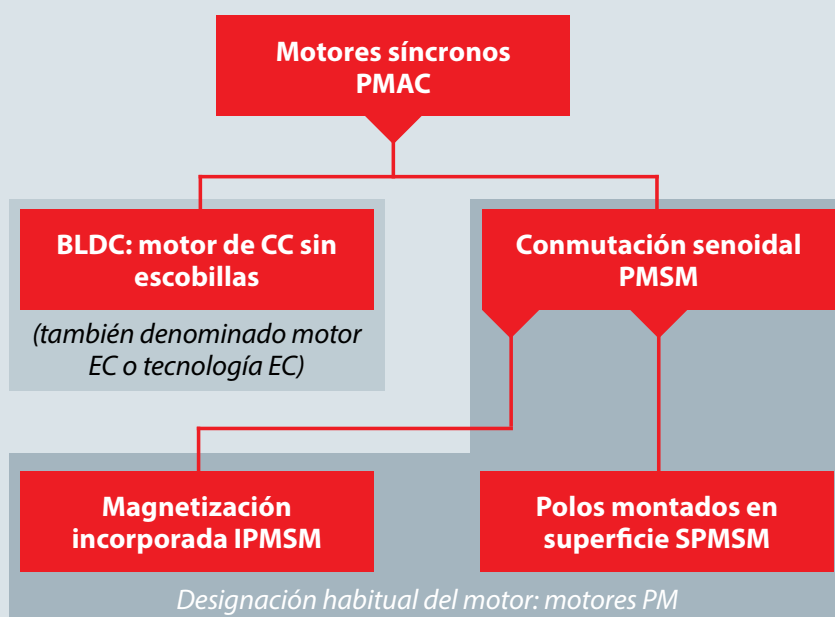 Motores síncronos
PMAC
BLDC: motor de CC sin
escobillas
(también denominado motor
EC o tecnología EC)
Conmutación senoidal
PMSM
Magnetización
incorporada IPMSM
Polos montados en
superficie SPMSM
Designación habitual del motor: motores PM